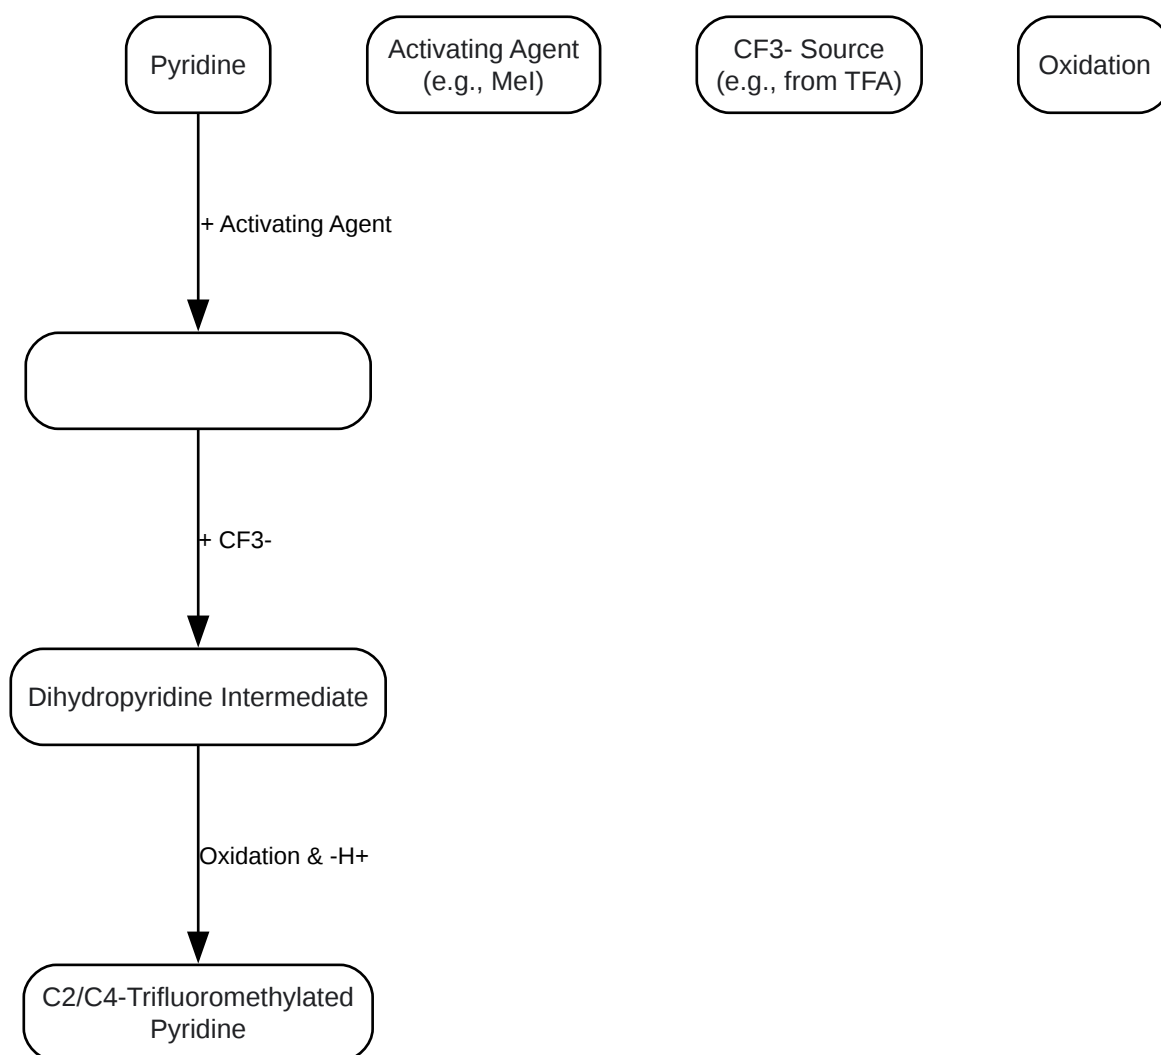 Pyridine
Activating Agent
(e.g., MeI)
CF3- Source
(e.g., from TFA)
Oxidation
+ Activating Agent
+ CF3-
Dihydropyridine Intermediate
Oxidation & -H+
C2/C4-Trifluoromethylated
Pyridine